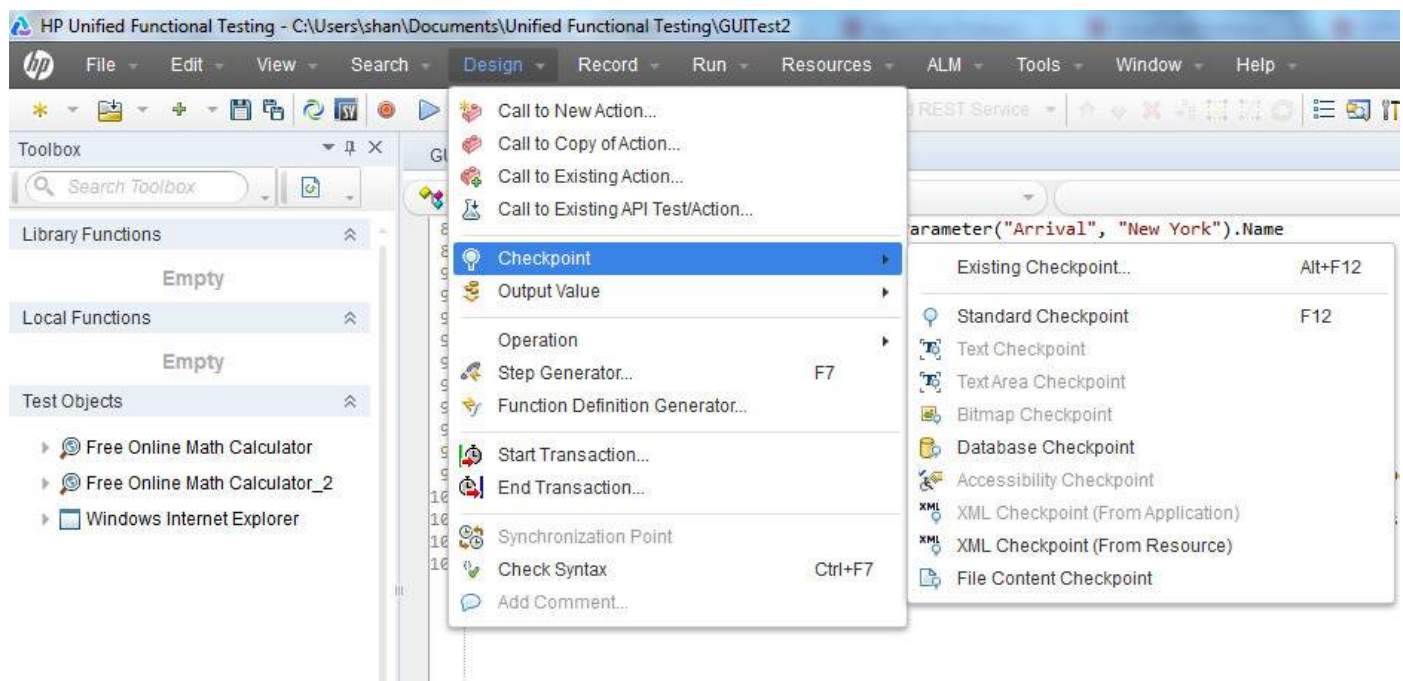 HP Unified Functional Testing - C:\Users\shan\Documents\Unified Functional Testing\GUITest2
hp File Edit View Search Design Record Run Resources ALM Tools Window Help
SV REST Service
Toolbox
Search Toolbox
Library Functions
Empty
Local Functions
Empty
Test Objects
Free Online Math Calculator
Free Online Math Calculator_2
Windows Internet Explorer
Call to New Action...
Call to Copy of Action...
Call to Existing Action...
Call to Existing API Test/Action...
Checkpoint
Output Value
Operation
Step Generator... F7
Function Definition Generator...
Start Transaction...
End Transaction...
Synchronization Point
Check Syntax Ctrl+F7
Add Comment...
arameter("Arrival", "New York").Name
Existing Checkpoint... Alt+F12
Standard Checkpoint F12
Text Checkpoint
Text Area Checkpoint
Bitmap Checkpoint
Database Checkpoint
Accessibility Checkpoint
XML Checkpoint (From Application)
XML Checkpoint (From Resource)
File Content Checkpoint